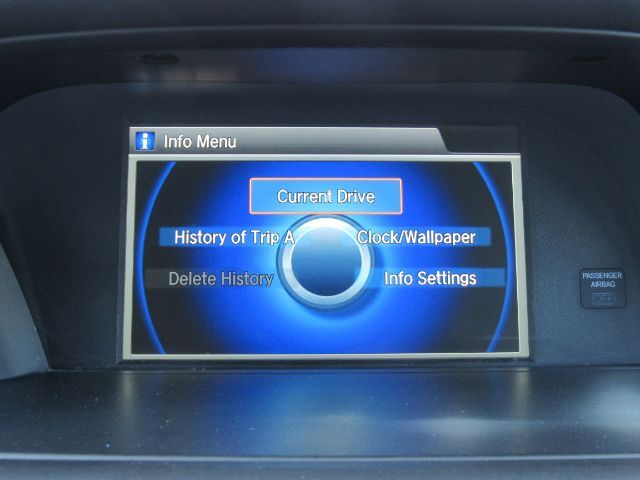 i Info Menu
Current Drive
History of Trip A
Clock/Wallpaper
Delete History
Info Settings
PASSENGER
AIRBAG
OFF